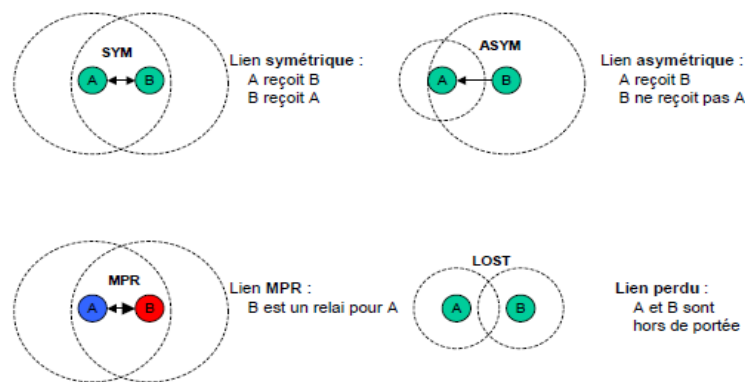 SYM
A
B
Lien symétrique :
A reçoit B
B reçoit A
ASYM
A
B
Lien asymétrique :
A reçoit B
B ne reçoit pas A
MPR
A
B
Lien MPR :
B est un relai pour A
LOST
A
B
Lien perdu :
A et B sont
hors de portée